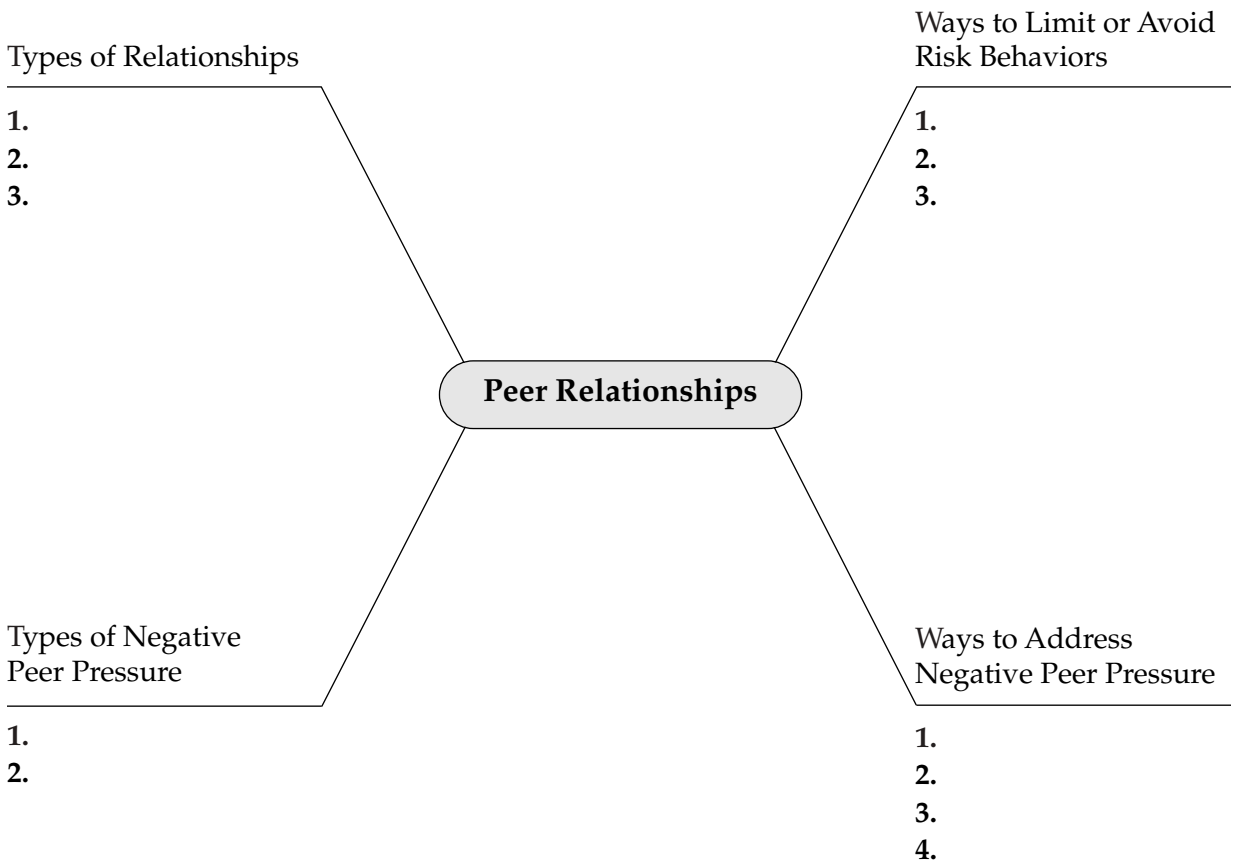 Types of Relationships
1.
2.
3.
Ways to Limit or Avoid
Risk Behaviors
1.
2.
3.
Peer Relationships
Types of Negative
Peer Pressure
1.
2.
Ways to Address
Negative Peer Pressure
1.
2.
3.
4.